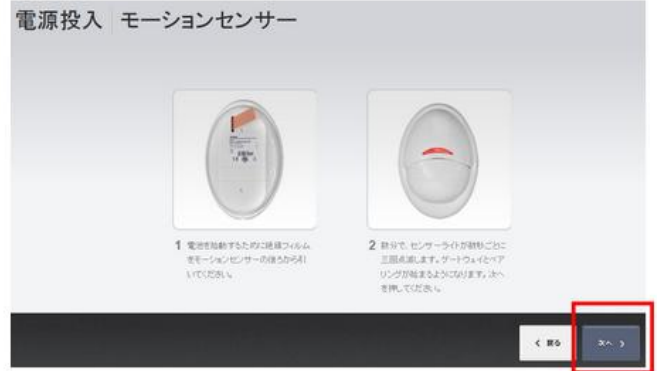 電源投入 モーションセンサー
1 電池を始動するために絶縁フィルム
をモーションセンサーの後ろから引
いてください。
2 数分で、センサーライトが数秒ごとに
三回点滅します。ゲートウェイとペア
リングが始まるようになります。次へ
を押してください。
戻る 次へ